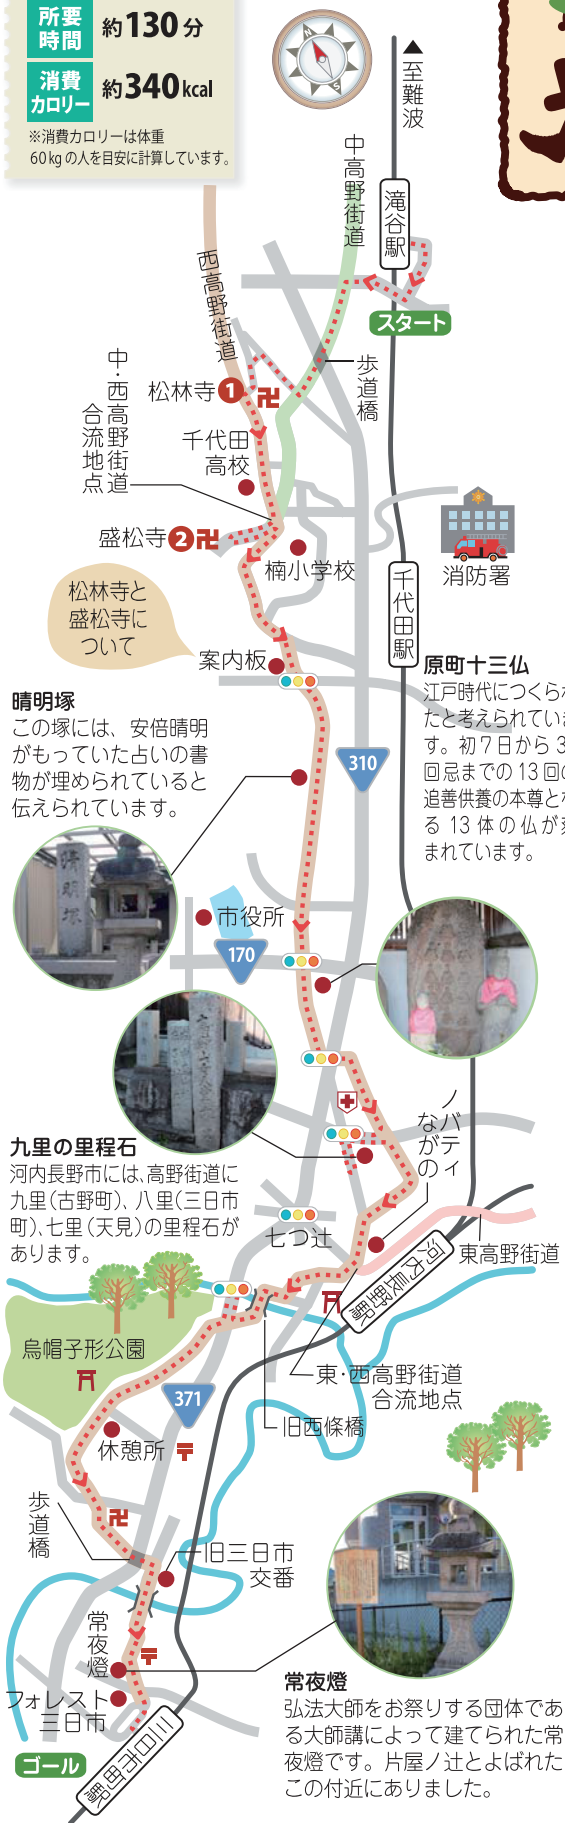 所要
時間
約130分
消費
カロリー
約340kcal
※消費カロリーは体重
60kgの人を目安に計算しています。
N
S
至難波
中高野街道
滝谷駅
西高野街道
スタート
歩道橋
中・西高野街道
合流地点
松林寺
1
千代田
高校
盛松寺
2
楠小学校
消防署
千代田駅
松林寺と
盛松寺に
ついて
案内板
晴明塚
この塚には、安倍晴明
がもっていた占いの書
物が埋められていると
伝えられています。
310
原町十三仏
江戸時代につくられ
たと考えられていま
す。初7日から3
回忌までの13回の
追善供養の本尊とな
る13体の仏が刻
まれています。
晴明塚
市役所
170
九里の里程石
河内長野市には、高野街道に
九里(古野町)、八里(三日市
町)、七里(天見)の里程石が
あります。
ノバティ
ながの
七つ辻
東高野街道
河内長野駅
烏帽子形公園
東・西高野街道
合流地点
371
旧西條橋
休憩所
歩道橋
旧三日市
交番
常夜燈
フォレスト
三日市
三日市町駅
ゴール
常夜燈
弘法大師をお祭りする団体であ
る大師講によって建てられた常
夜燈です。片屋ノ辻とよばれた
この付近にありました。